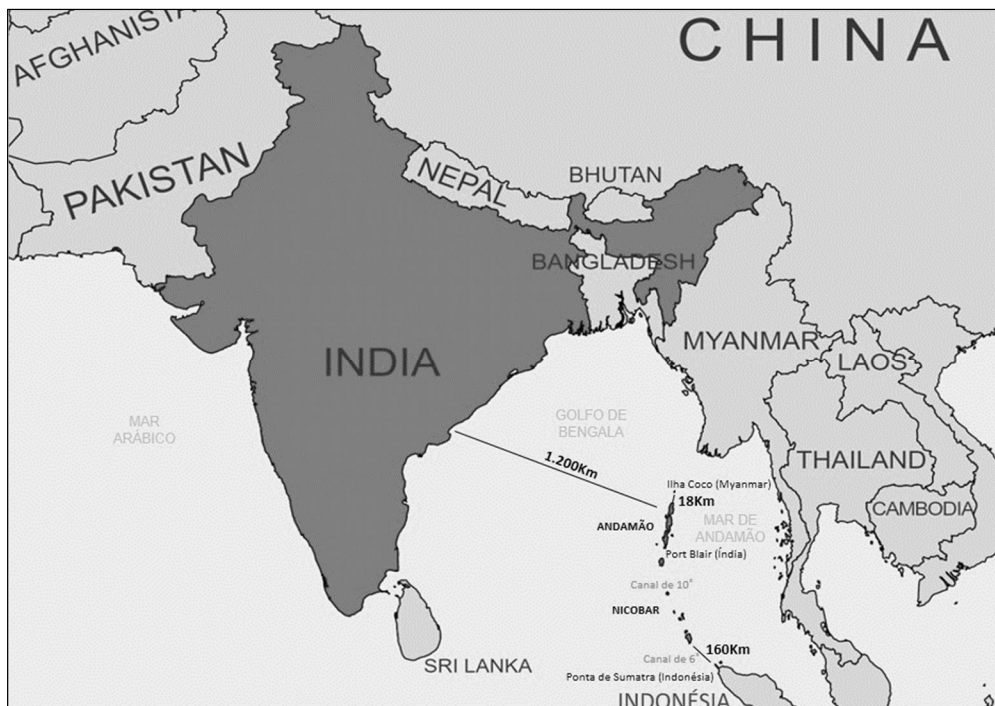 CHINA
AFGHANISTA
PAKISTAN
NEPAL
BHUTAN
BANGLADESH
INDIA
MYANMAR
LAOS
MAR
ARÁBICO
GOLFO DE
BENGALA
1.200Km
THAILAND
Ilha Coco (Myanmar)
18Km
CAMBODIA
ANDAMÃO
MAR DE
ANDAMÃO
Port Blair (Índia)
Canal de 10°
NICOBAR
160Km
Canal de 6°
SRI LANKA
Ponta de Sumatra (Indonésia)
INDONÉSIA